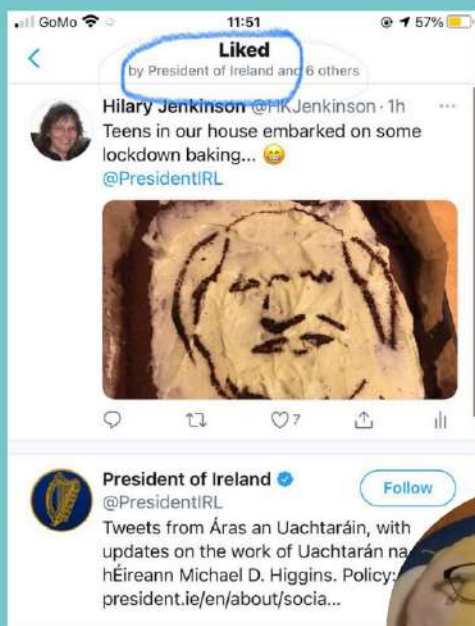 GoMo 11:51 57%
Liked
by President of Ireland and 6 others
Hilary Jenkinson @HKJenkinson · 1h
Teens in our house embarked on some
lockdown baking... 😁
@PresidentIRL
7
President of Ireland
@PresidentIRL
Follow
Tweets from Áras an Uachtaráin, with
updates on the work of Uachtarán na
hÉireann Michael D. Higgins. Policy:
president.ie/en/about/socia...